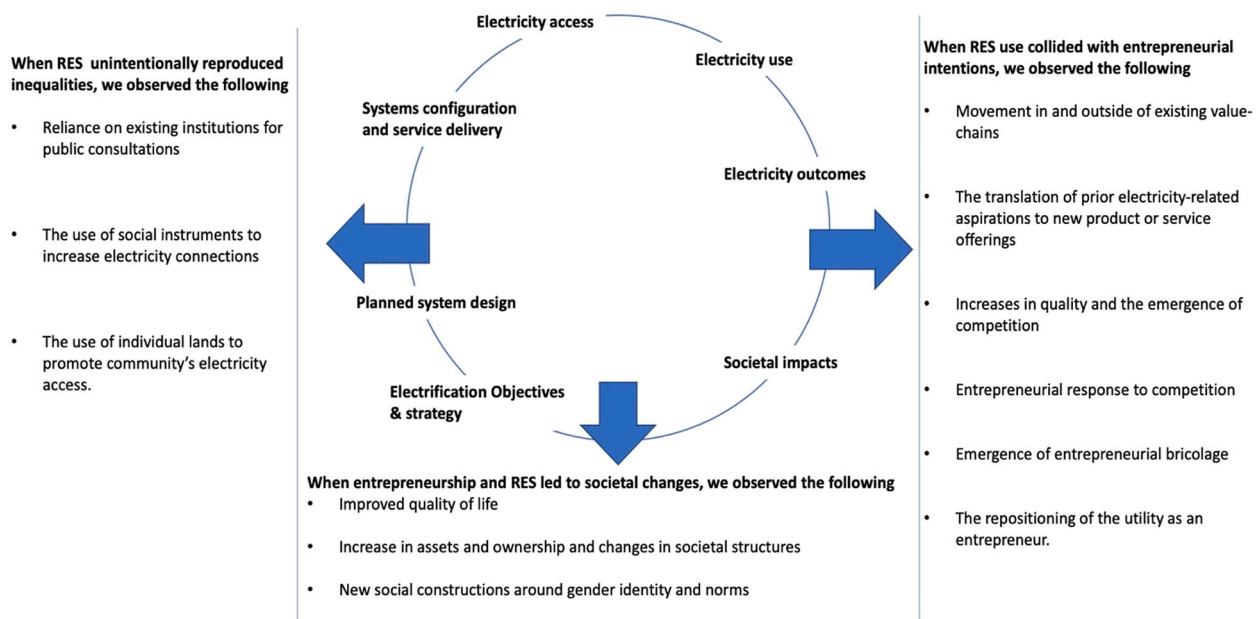 When RES unintentionally reproduced
inequalities, we observed the following
• Reliance on existing institutions for
public consultations
• The use of social instruments to
increase electricity connections
• The use of individual lands to
promote community’s electricity
access.
Electricity access
Electricity use
Systems configuration
and service delivery
Electricity outcomes
Planned system design
Societal impacts
Electrification Objectives
& strategy
When entrepreneurship and RES led to societal changes, we observed the following
• Improved quality of life
• Increase in assets and ownership and changes in societal structures
• New social constructions around gender identity and norms
When RES use collided with entrepreneurial
intentions, we observed the following
• Movement in and outside of existing value-
chains
• The translation of prior electricity-related
aspirations to new product or service
offerings
• Increases in quality and the emergence of
competition
• Entrepreneurial response to competition
• Emergence of entrepreneurial bricolage
• The repositioning of the utility as an
entrepreneur.